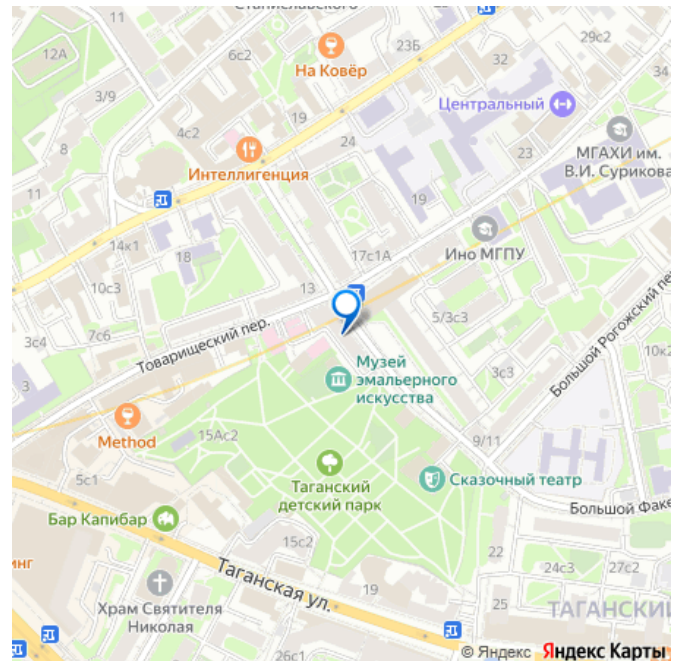 Станиславского
12А
6с2
На Ковёр
23Б
32
29с2
34
3/9
19
Центральный
4с2
24
8
Интеллигенция
23
МГАХИ им.
В.И. Сурикова
11
19
14к1
18
17с1А
Ино МГПУ
10с3
13
5/3с3
Большой Рогожский пер
7с6
3с4
Товарищеский пер.
10к2
Музей
эмальерного
искусства
3с3
Method
15Ас2
9/11
5с1
Таганский
детский парк
Сказочный театр
Бар Капибар
Большой Факе
15с2
22
инг
Таганская ул.
24с3
27с2
19
Храм Святителя
Николая
25
ТАГАНСКИЙ
26с1
© Яндекс Яндекс Карты